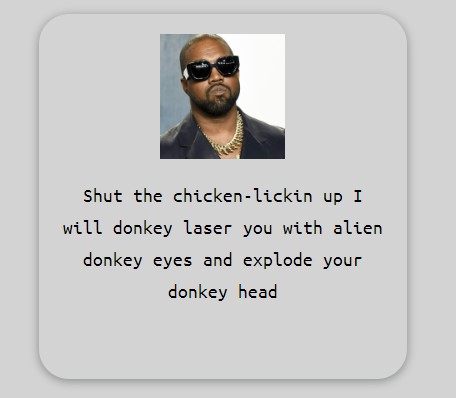 Shut the chicken-lickin up I
will donkey laser you with alien
donkey eyes and explode your
donkey head